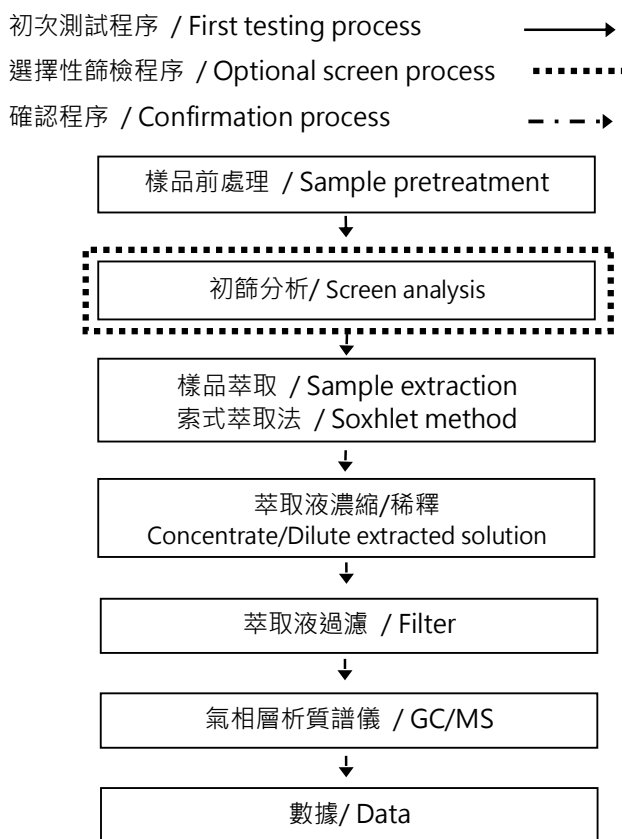 初次測試程序 / First testing process
選擇性篩檢程序 / Optional screen process
確認程序 / Confirmation process
樣品前處理 / Sample pretreatment
初篩分析/ Screen analysis
樣品萃取 / Sample extraction
索式萃取法 / Soxhlet method
萃取液濃縮/稀釋
Concentrate/Dilute extracted solution
萃取液過濾 / Filter
氣相層析質譜儀 / GC/MS
數據/ Data